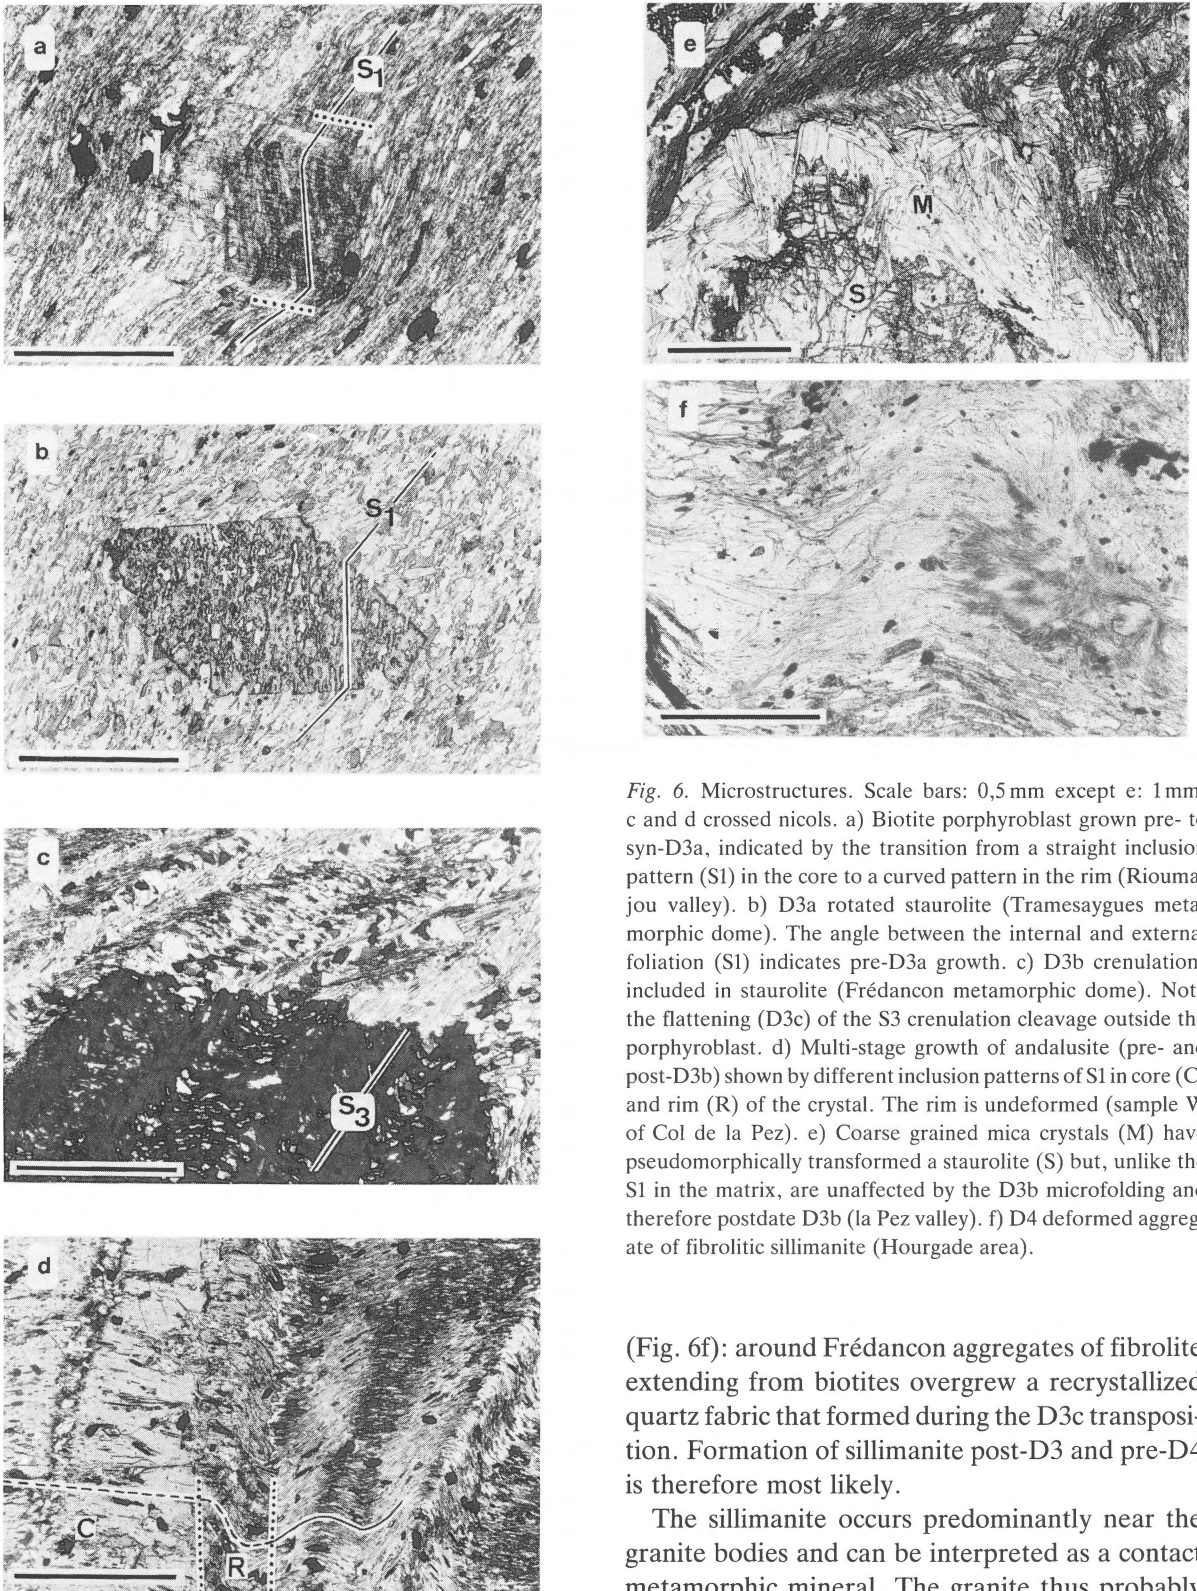 a
S1
b
S1
c
S3
d
C
R
e
M
S
f
Fig. 6. Microstructures. Scale bars: 0,5 mm except e: 1 mm
c and d crossed nicols. a) Biotite porphyroblast grown pre- t
syn-D3a, indicated by the transition from a straight inclusion
pattern (S1) in the core to a curved pattern in the rim (Riouma
jou valley). b) D3a rotated staurolite (Tramesaygues meta
morphic dome). The angle between the internal and externa
foliation (S1) indicates pre-D3a growth. c) D3b crenulation
included in staurolite (Frédancon metamorphic dome). Not
the flattening (D3c) of the S3 crenulation cleavage outside th
porphyroblast. d) Multi-stage growth of andalusite (pre- and
post-D3b) shown by different inclusion patterns of S1 in core (C
and rim (R) of the crystal. The rim is undeformed (sample W
of Col de la Pez). e) Coarse grained mica crystals (M) hav
pseudomorphically transformed a staurolite (S) but, unlike th
S1 in the matrix, are unaffected by the D3b microfolding and
therefore postdate D3b (la Pez valley). f) D4 deformed aggreg
ate of fibrolitic sillimanite (Hourgade area).
(Fig. 6f): around Frédancon aggregates of fibrolite
extending from biotites overgrew a recrystallized
quartz fabric that formed during the D3c transposi-
tion. Formation of sillimanite post-D3 and pre-D4
is therefore most likely.
The sillimanite occurs predominantly near the
granite bodies and can be interpreted as a contact
metamorphic mineral. The granite thus probably